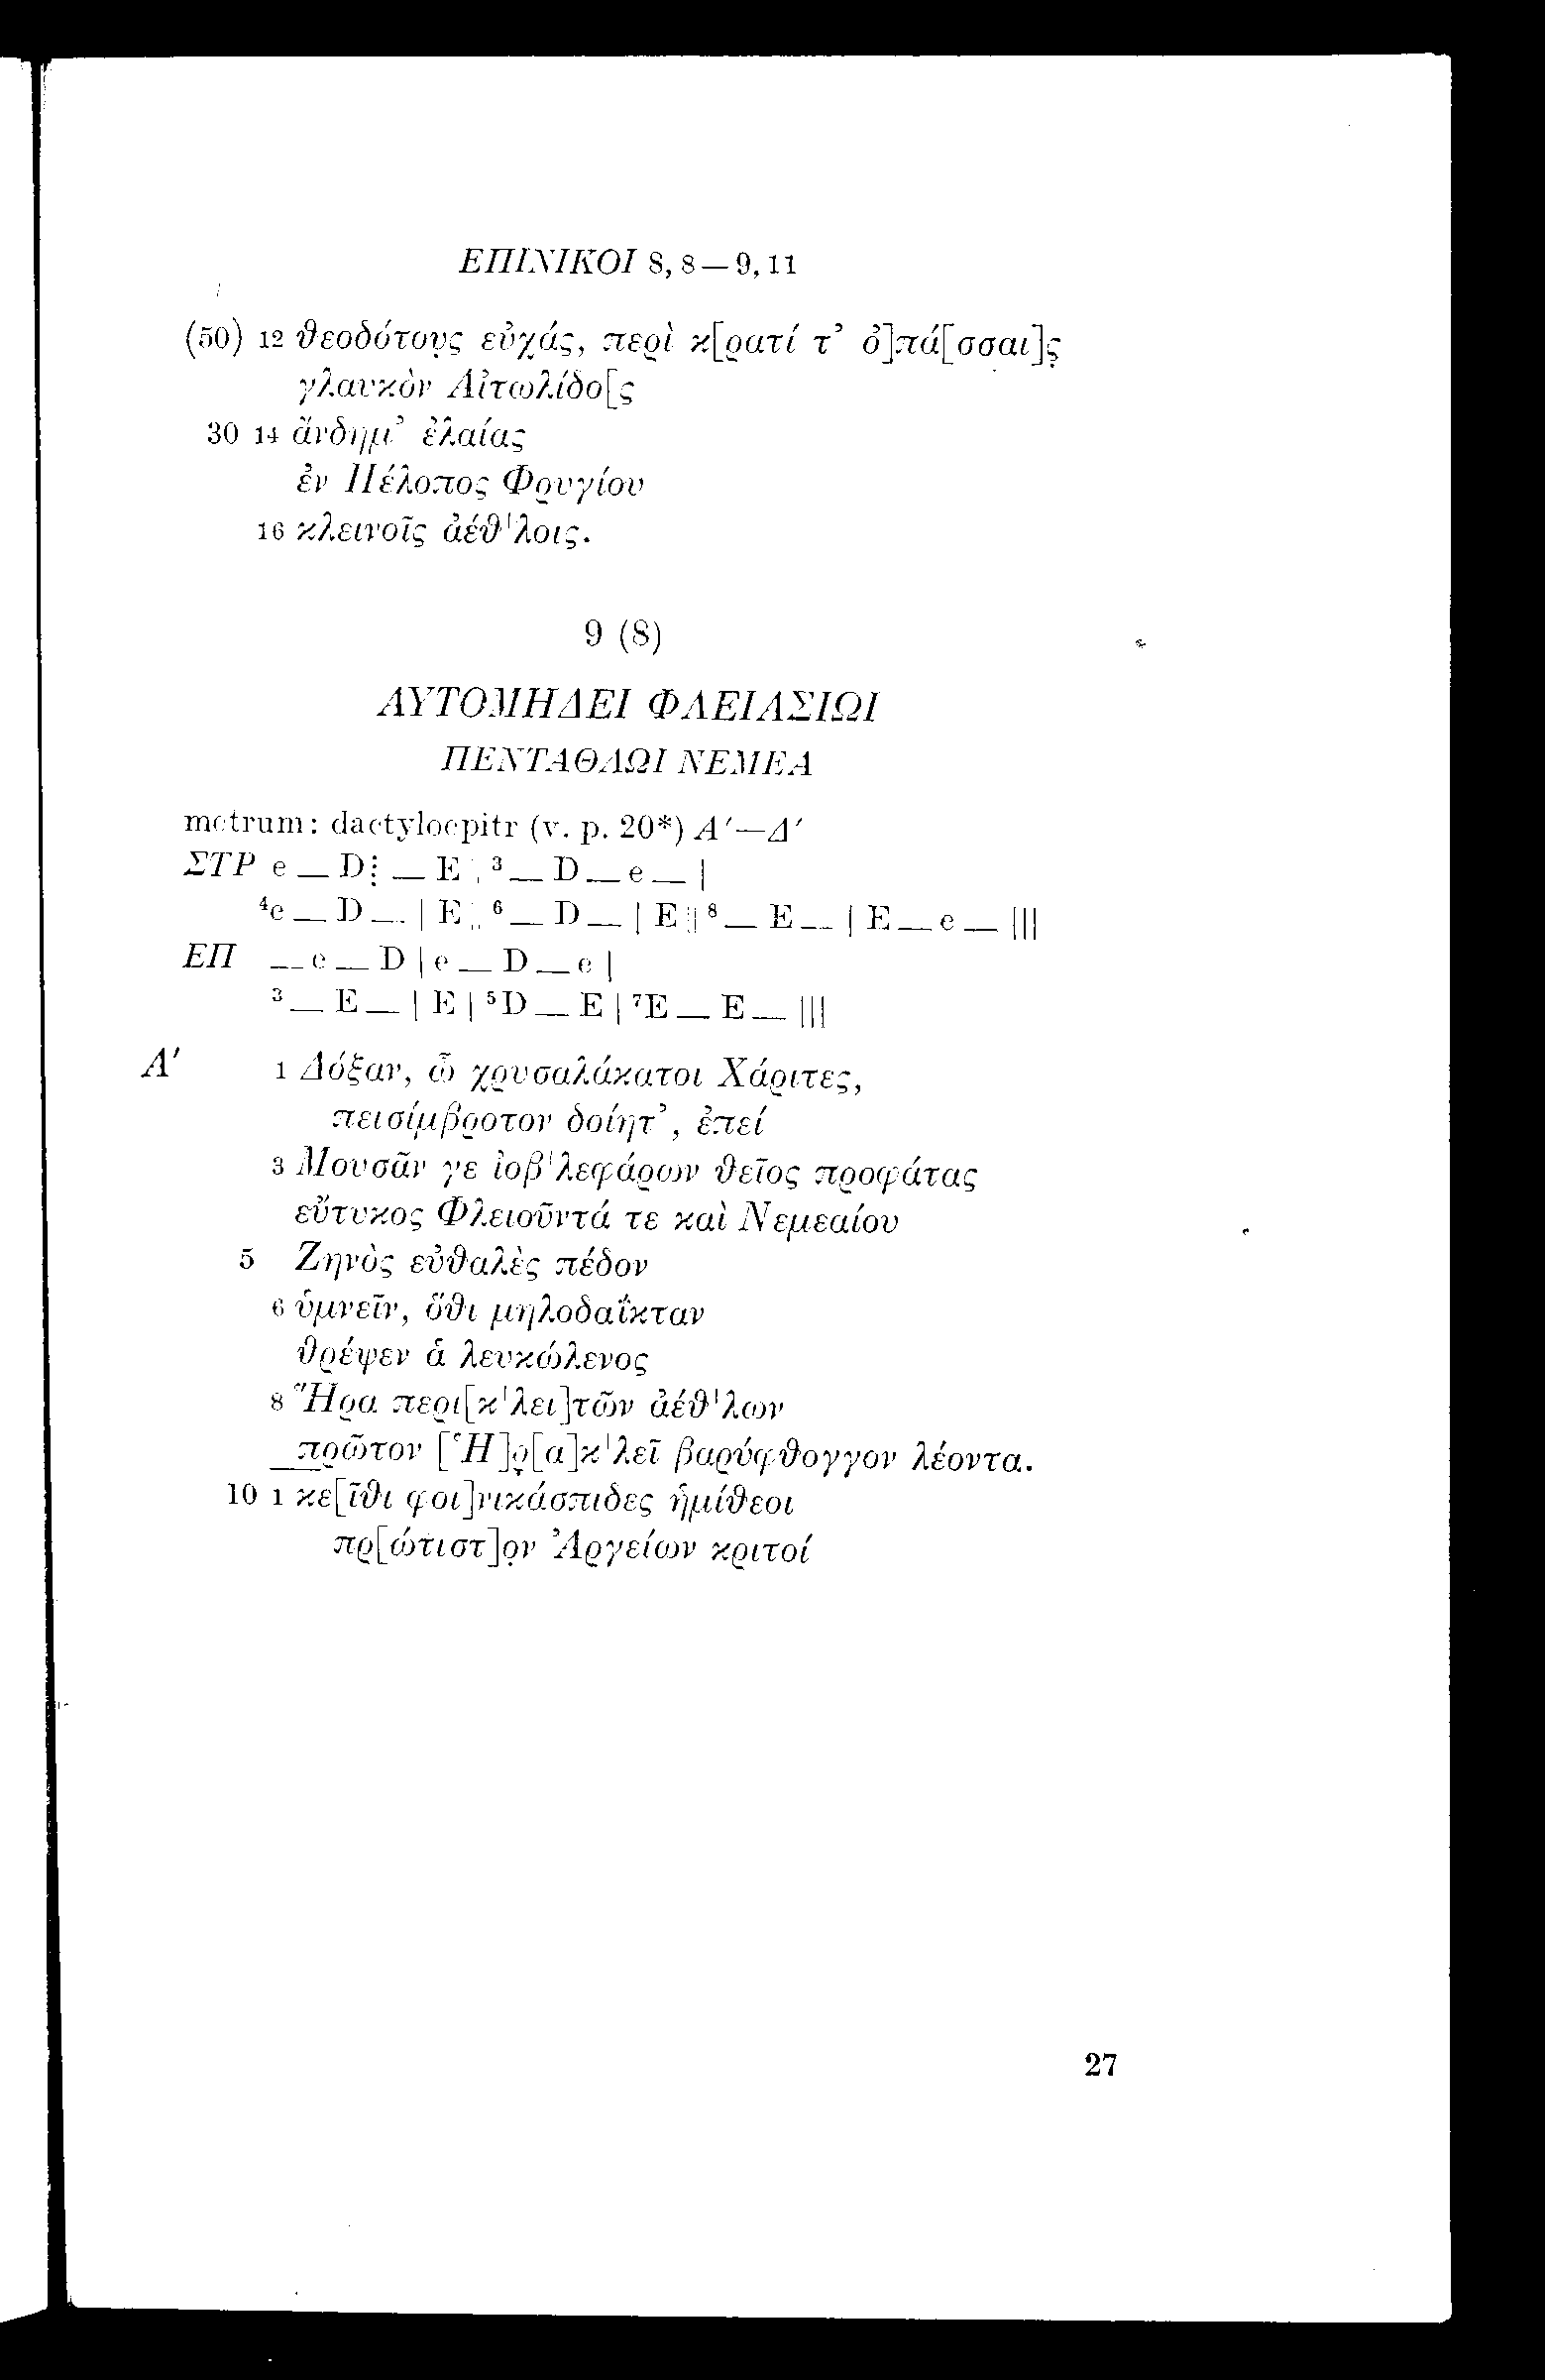 ΕΠΙΝΙΚΟΙ 8, 8—9, 11
(50) 12 θεοδότους εὐχάς, περὶ κ[ρατί τ’ ὀ]πά[σσαι]ς̣
γλαυκὸν Αἰτωλίδο[ς
30 14 ἄνδημ’ ἐλαίας
ἐν Πέλοπος Φρυγίου
16 κλεινοῖς ἀέθ'λοις.
9 (8)
ΑΥΤΟΜΗΔΕΙ ΦΛΕΙΑΣΙΩΙ
ΠΕΝΤΑΘΛΩΙ ΝΕΜΕΑ
metrum: dactyloepitr (v. p. 20*) Α′—Δ′
ΣΤΡ e — D⋮ — E ⋮ ³— D — e — |
⁴e — D — | E ⋮ ⁶— D — | E || ⁸— E — | E — e — |||
ΕΠ — e — D | e — D — e |
³— E — | E | ⁵D — E | ⁷E — E — |||
Α′ 1 Δόξαν, ὦ χρυσαλάκατοι Χάριτες,
πεισίμβροτον δοίητ’, ἐπεί
3 Μουσᾶν γε ἰοβ'λεφάρων θεῖος προφάτας
εὔτυκος Φλειοῦντά τε καὶ Νεμεαίου
5 Ζηνὸς εὐθαλὲς πέδον
6 ὑμνεῖν, ὅθι μηλοδαΐκταν
θρέψεν ἁ λευκώλενος
8 Ἥρα περι[κ'λει]τῶν ἀέθ'λων
πρῶτον [Ἡ]ρ̣[α]κ'λεῖ βαρύφθογγον λέοντα.
10 1 κε[ῖθι φοι]νικάσπιδες ἡμίθεοι
πρ[ώτιστ]ο̣ν Ἀργείων κριτοί
27